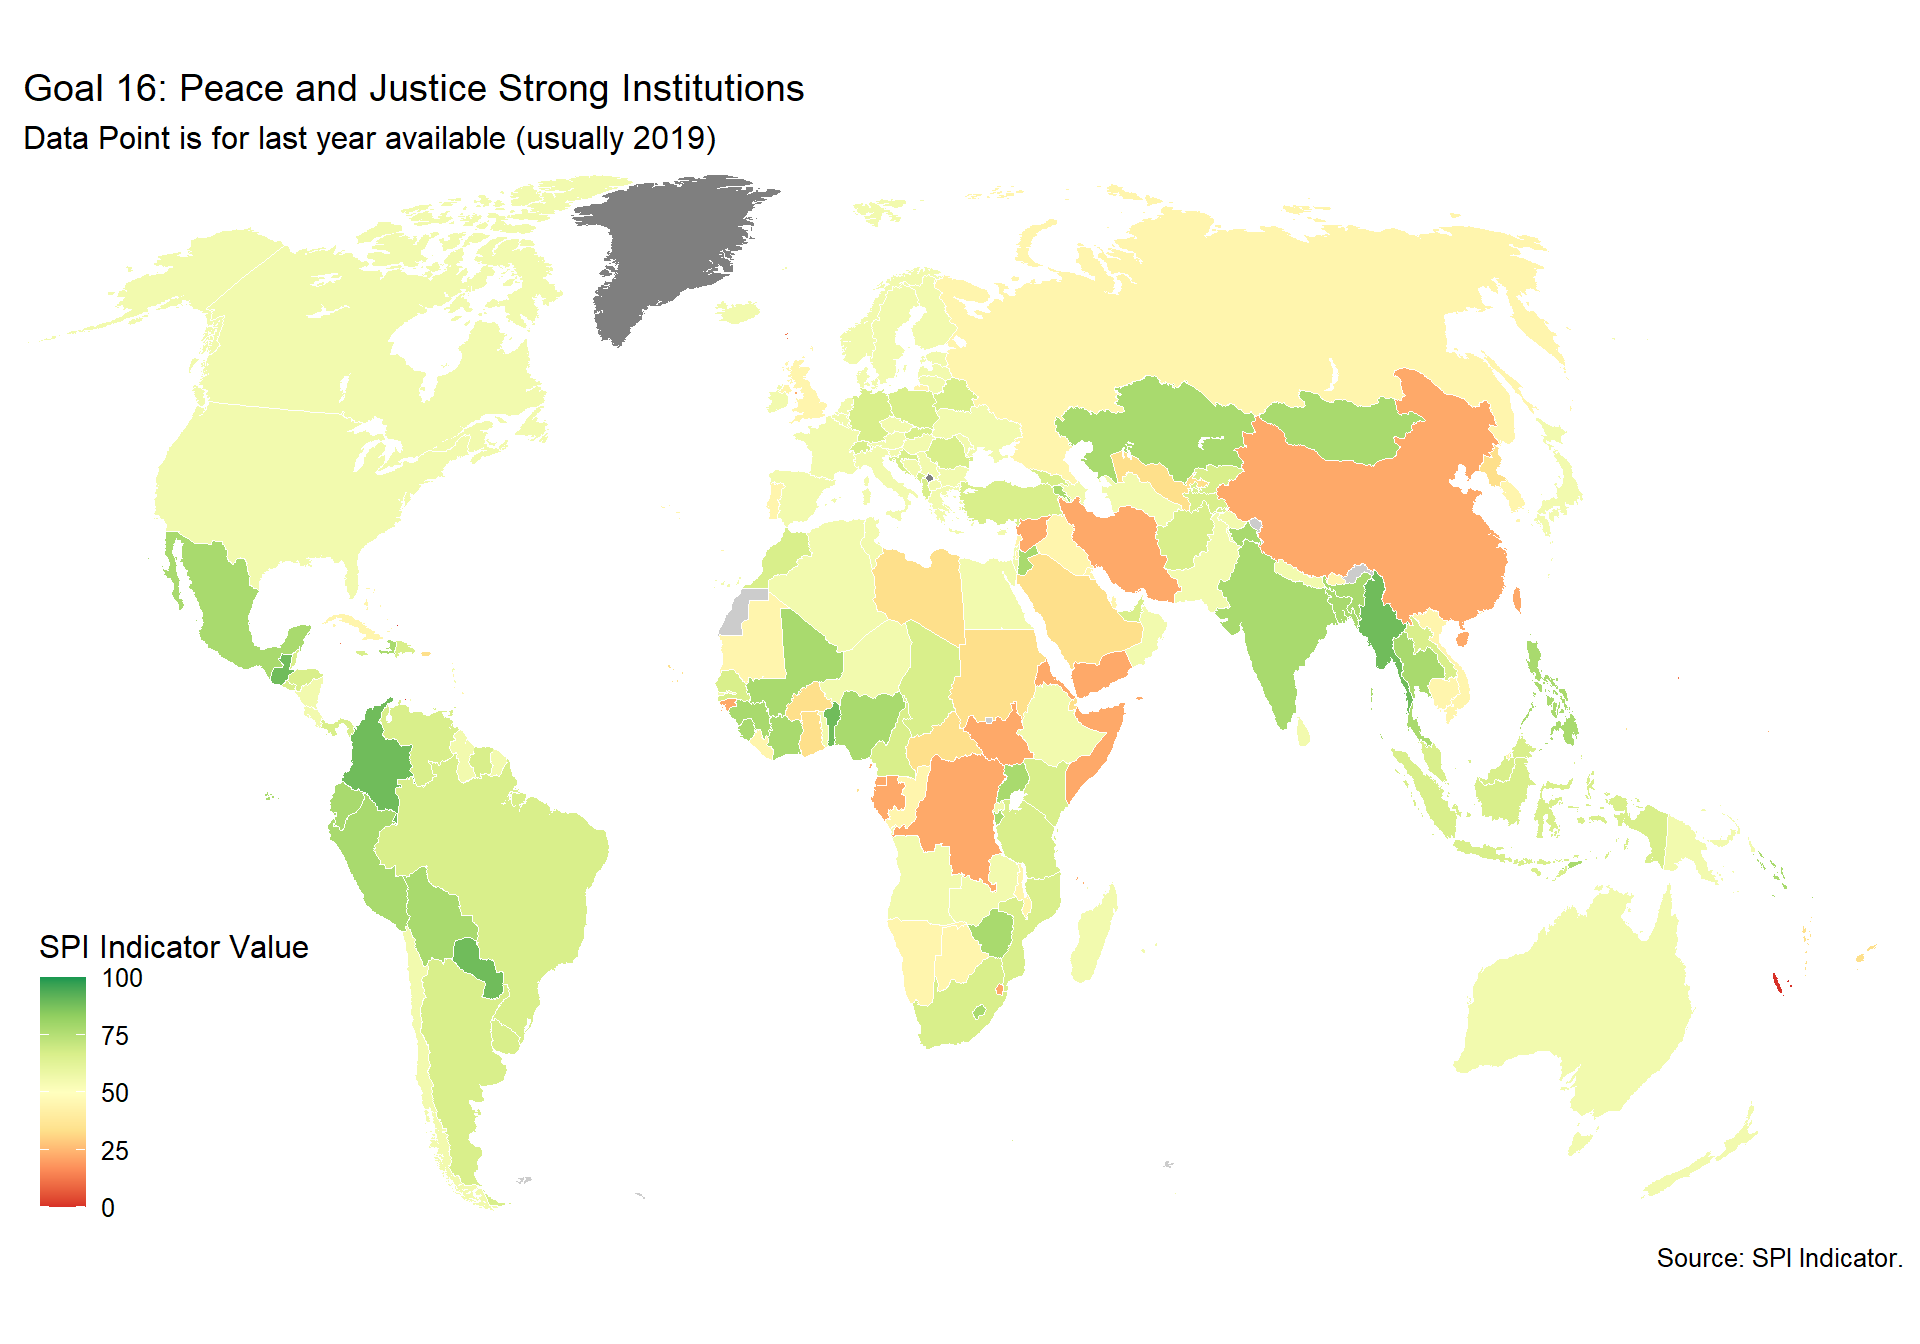 Goal 16: Peace and Justice Strong Institutions
Data Point is for last year available (usually 2019)
SPI Indicator Value
100
75
50
25
0
Source: SPI Indicator.